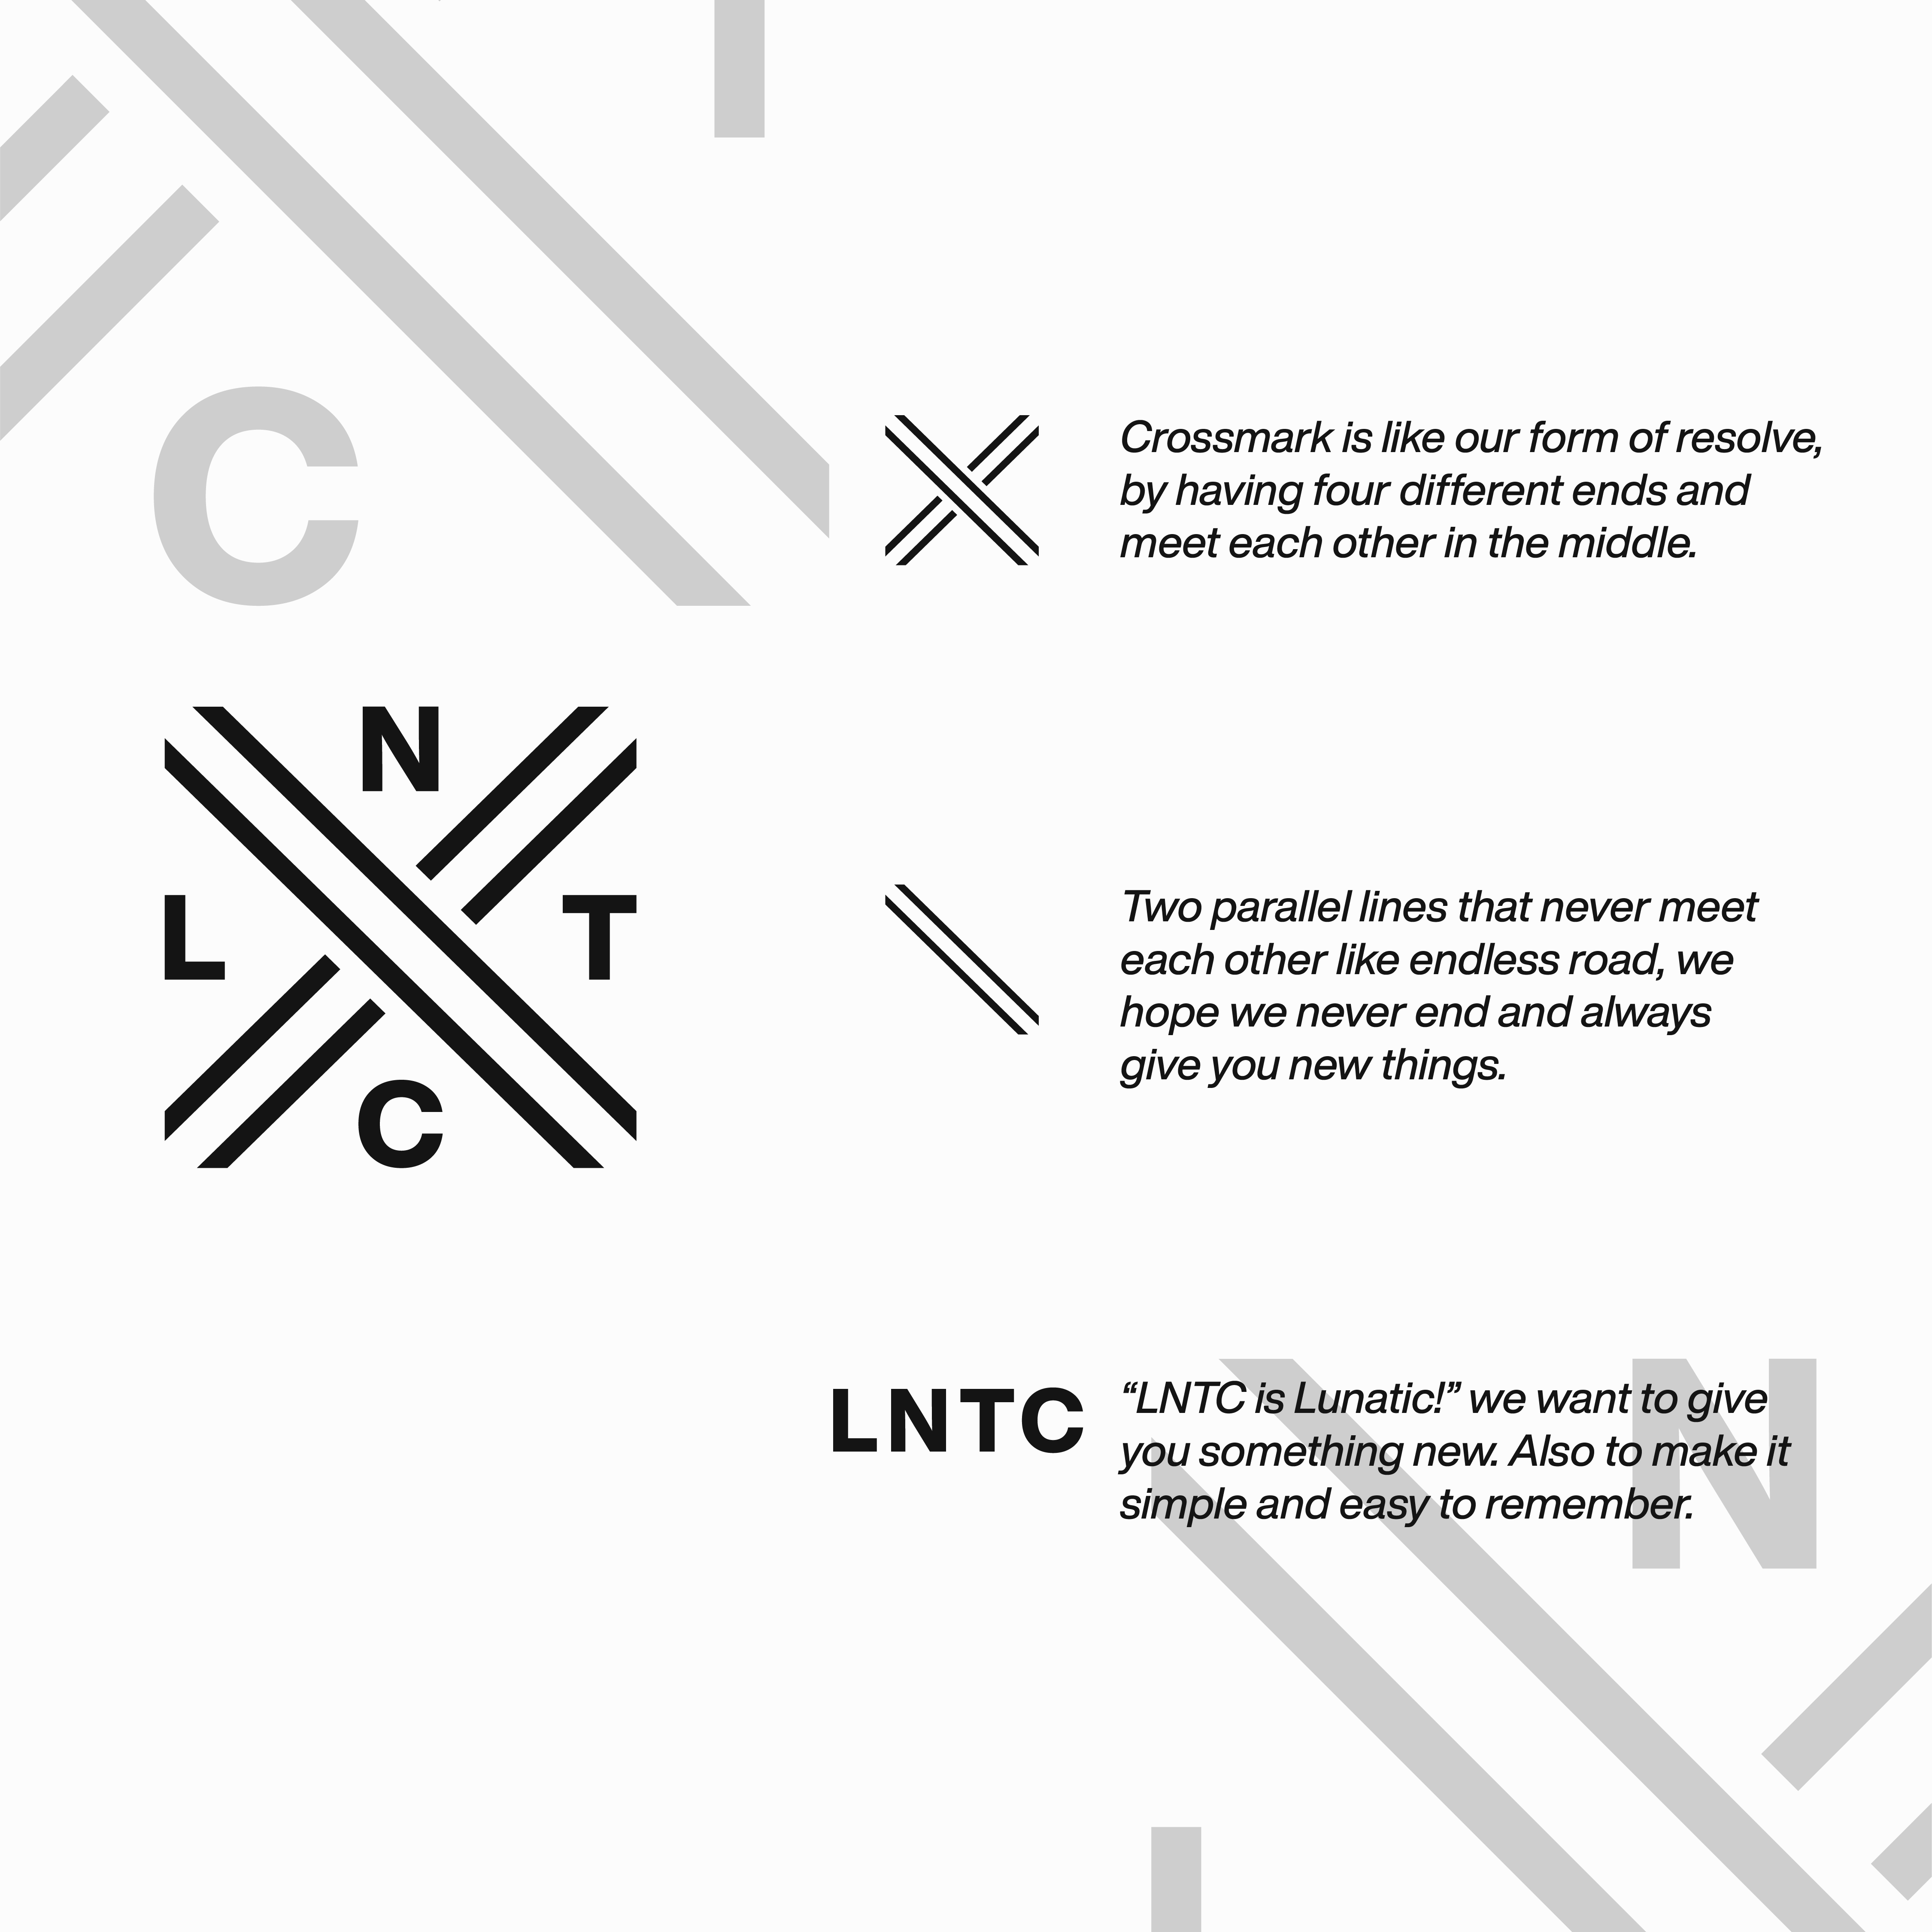 C
Crossmark is like our form of resolve,
by having four different ends and
meet each other in the middle.
N
L T
C
Two parallel lines that never meet
each other like endless road, we
hope we never end and always
give you new things.
LNTC
“LNTC is Lunatic!” we want to give
you something new. Also to make it
simple and easy to remember.
N